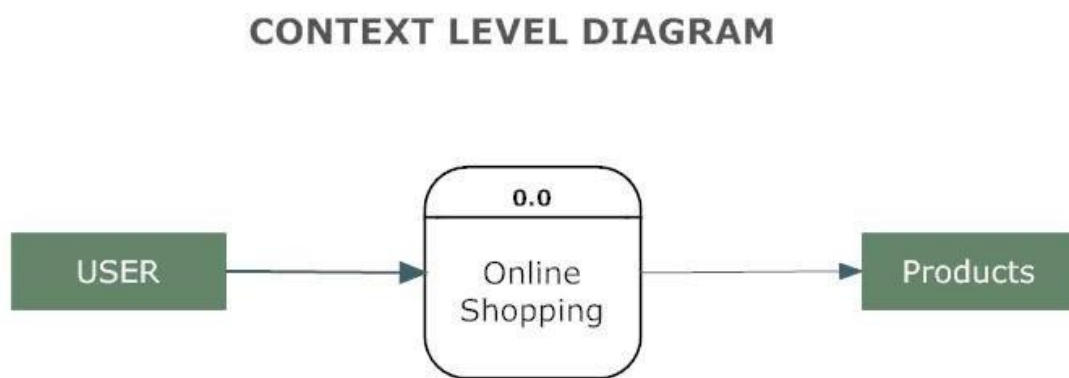 CONTEXT LEVEL DIAGRAM
0.0
USER
Online
Shopping
Products